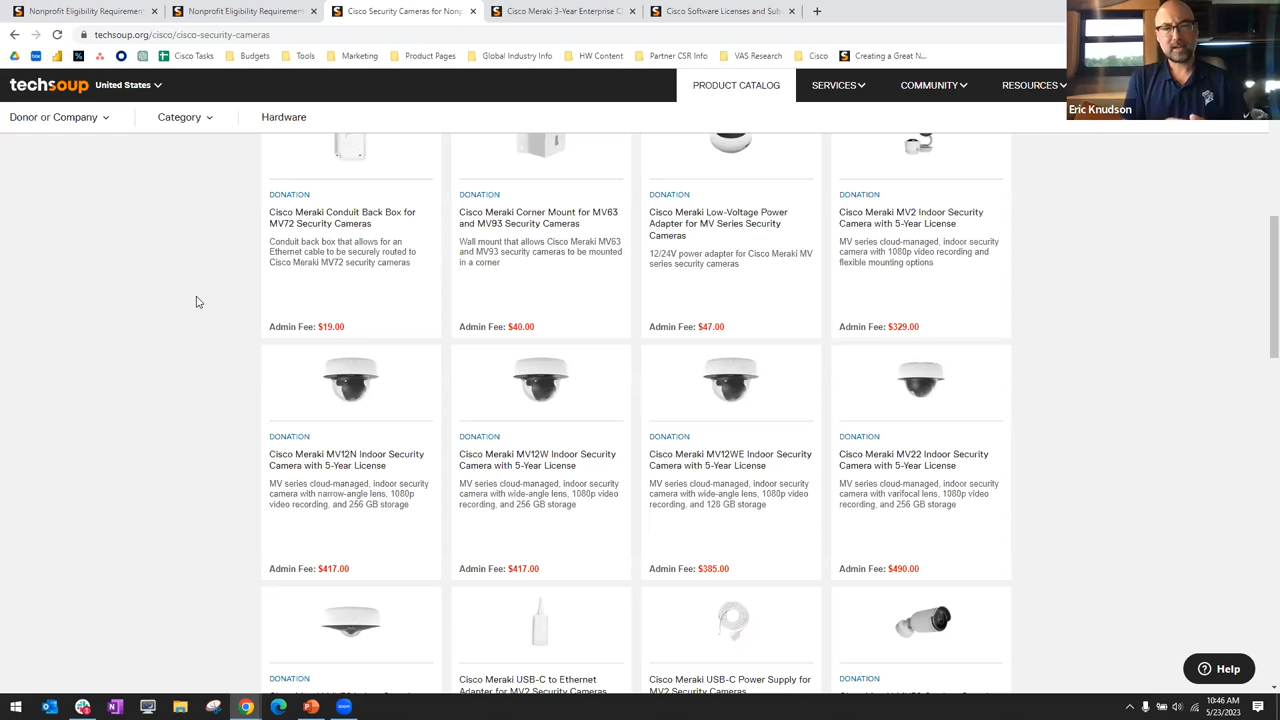 Nonprofit Eligibility Requirement
Nonprofit Eligibility Requirement
Cisco Security Cameras for Nonp
Cisco Meraki 3-Year Enterprise C
Cisco Software Licenses and Sub
techsoup.org/cisco/cisco-security-cameras
Cisco Tasks
Budgets
Tools
Marketing
Product Pages
Global Industry Info
HW Content
Partner CSR Info
VAS Research
Cisco
Creating a Great N...
techsoup
United States
PRODUCT CATALOG
SERVICES
COMMUNITY
RESOURCES
Eric Knudson
Donor or Company
Category
Hardware
DONATION
Cisco Meraki Conduit Back Box for
MV72 Security Cameras
Conduit back box that allows for an
Ethernet cable to be securely routed to
Cisco Meraki MV72 security cameras
Admin Fee: $19.00
DONATION
Cisco Meraki Corner Mount for MV63
and MV93 Security Cameras
Wall mount that allows Cisco Meraki MV63
and MV93 security cameras to be mounted
in a corner
Admin Fee: $40.00
DONATION
Cisco Meraki Low-Voltage Power
Adapter for MV Series Security
Cameras
12/24V power adapter for Cisco Meraki MV
series security cameras
Admin Fee: $47.00
DONATION
Cisco Meraki MV2 Indoor Security
Camera with 5-Year License
MV series cloud-managed, indoor security
camera with 1080p video recording and
flexible mounting options
Admin Fee: $329.00
DONATION
Cisco Meraki MV12N Indoor Security
Camera with 5-Year License
MV series cloud-managed, indoor security
camera with narrow-angle lens, 1080p
video recording, and 256 GB storage
Admin Fee: $417.00
DONATION
Cisco Meraki MV12W Indoor Security
Camera with 5-Year License
MV series cloud-managed, indoor security
camera with wide-angle lens, 1080p video
recording, and 256 GB storage
Admin Fee: $417.00
DONATION
Cisco Meraki MV12WE Indoor Security
Camera with 5-Year License
MV series cloud-managed, indoor security
camera with wide-angle lens, 1080p video
recording, and 128 GB storage
Admin Fee: $385.00
DONATION
Cisco Meraki MV22 Indoor Security
Camera with 5-Year License
MV series cloud-managed, indoor security
camera with varifocal lens, 1080p video
recording, and 256 GB storage
Admin Fee: $490.00
DONATION
Cisco Meraki USB-C to Ethernet
Adapter for MV2 Security Cameras
Cisco Meraki USB-C Power Supply for
MV2 Security Cameras
DONATION
Help
10:46 AM
5/23/2023